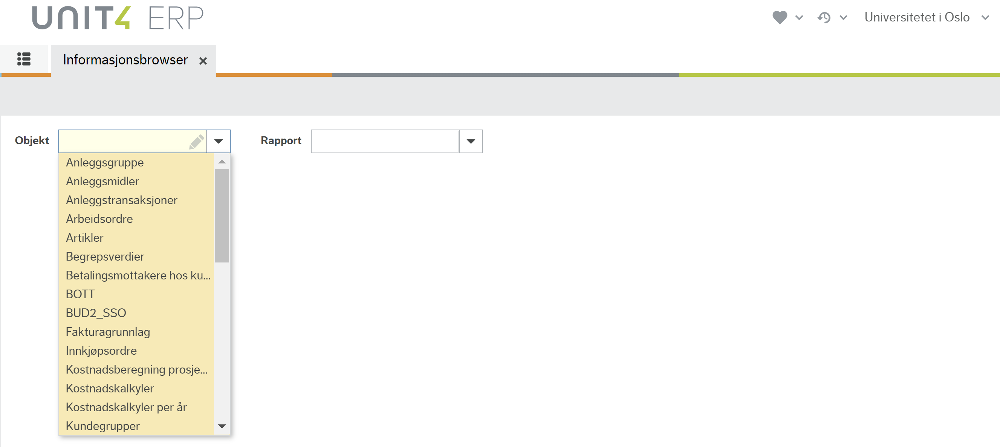 UNIT4 ERP
Universitetet i Oslo
Informasjonsbrowser
Objekt
Rapport
Anleggsgruppe
Anleggsmidler
Anleggstransaksjoner
Arbeidsordre
Artikler
Begrepsverdier
Betalingsmottakere hos ku...
BOTT
BUD2_SSO
Fakturagrunnlag
Innkjøpsordre
Kostnadsberegning prosje...
Kostnadskalkyler
Kostnadskalkyler per år
Kundegrupper